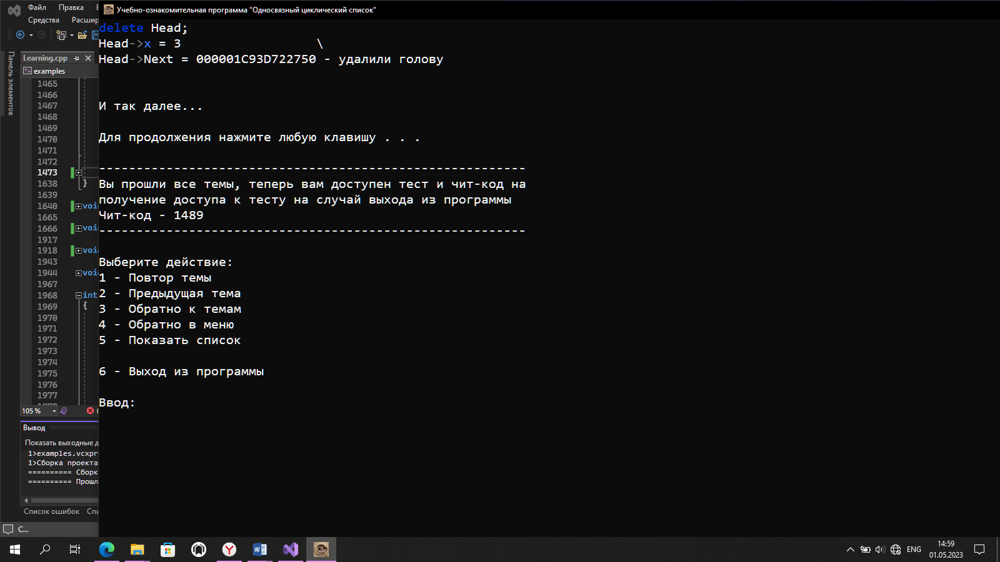 Файл Правка
Средства Расшир
Панель элементов
Learning.cpp
examples
1465
1466
1467
1468
1469
1470
1471
1472
1473
1638 }
1639
1640 voi
1665
1666 voi
1917
1918 voi
1943
1944 voi
1967
1968 int
1969 {
1970
1971
1972
1973
1974
1975
1976
1977
105 %
Вывод
Показать выходные д
1>examples.vcxpr
1>Сборка проекта
========== Сборк
========== Прошл
Список ошибок Спи
С...
Учебно-ознакомительная программа "Односвязный циклический список"
delete Head;
Head->x = 3 \
Head->Next = 000001C93D722750 - удалили голову
И так далее...
Для продолжения нажмите любую клавишу . . .
---------------------------------------------------------
Вы прошли все темы, теперь вам доступен тест и чит-код на
получение доступа к тесту на случай выхода из программы
Чит-код - 1489
---------------------------------------------------------
Выберите действие:
1 - Повтор темы
2 - Предыдущая тема
3 - Обратно к темам
4 - Обратно в меню
5 - Показать список
6 - Выход из программы
Ввод:
ENG
14:59
01.05.2023